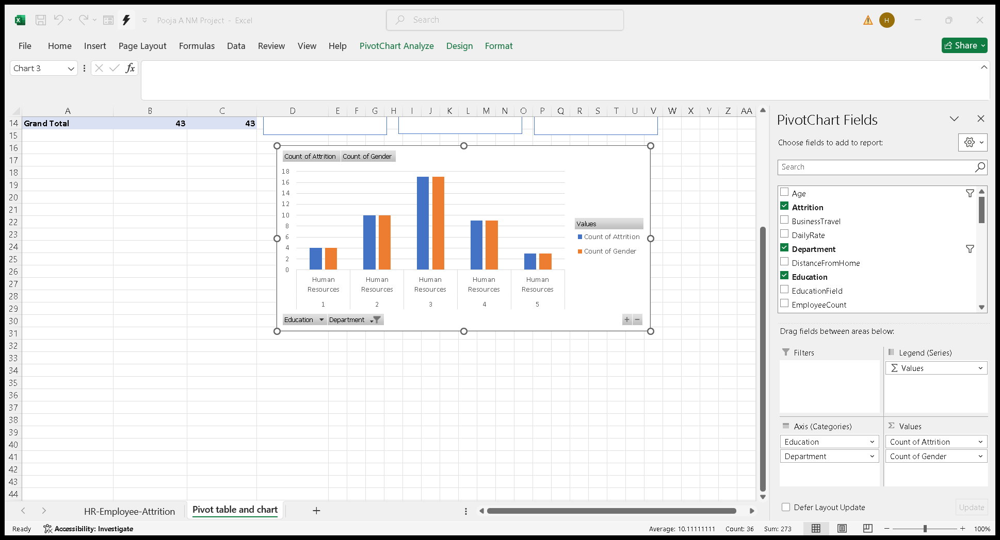 Pooja A NM Project - Excel
Search
H
File Home Insert Page Layout Formulas Data Review View Help PivotChart Analyze Design Format
Share
Chart 3
fx
A B C D E F G H I J K L M N O P Q R S T U V W X Y Z AA
14 Grand Total 43 43
15
16
17
18
19
20
21
22
23
24
25
26
27
28
29
30
31
32
33
34
35
36
37
38
39
40
41
42
43
44
Count of Attrition Count of Gender
18
16
14
12
10
8
6
4
2
0
Human Human Human Human Human
Resources Resources Resources Resources Resources
1 2 3 4 5
Values
Count of Attrition
Count of Gender
Education Department
+ −
PivotChart Fields
Choose fields to add to report:
Search
Age
Attrition
BusinessTravel
DailyRate
Department
DistanceFromHome
Education
EducationField
EmployeeCount
Drag fields between areas below:
Filters
Legend (Series)
Σ Values
Axis (Categories)
Education
Department
Σ Values
Count of Attrition
Count of Gender
Defer Layout Update
Update
HR-Employee-Attrition Pivot table and chart
Ready Accessibility: Investigate Average: 10.11111111 Count: 36 Sum: 273 100%